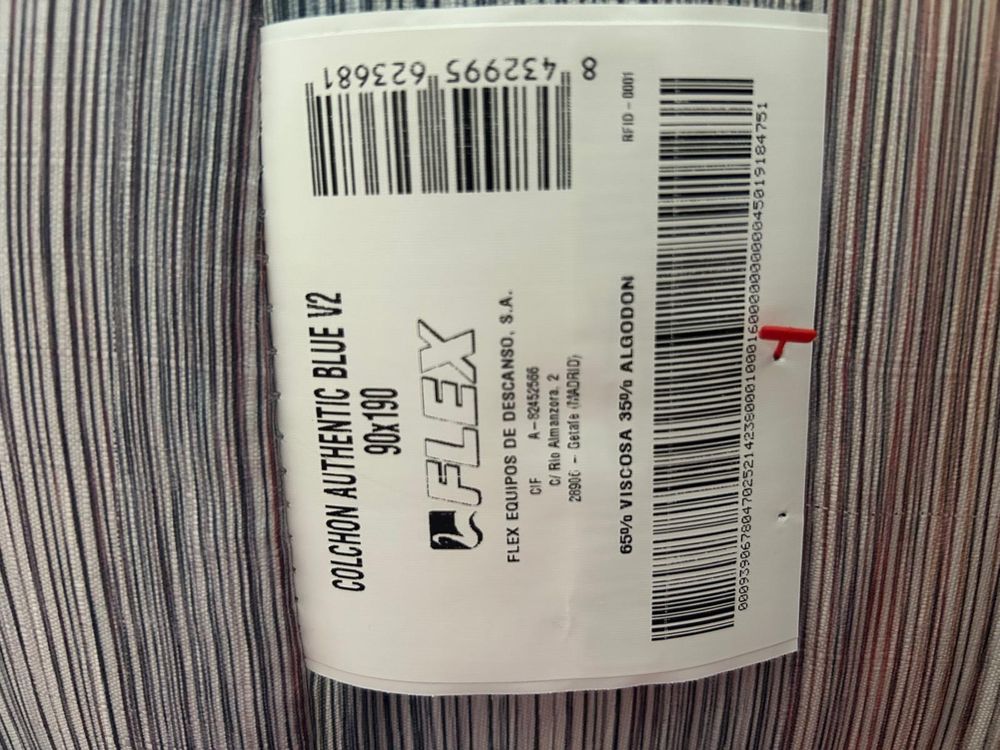 COLCHON AUTHENTIC BLUE V2
90x190
FLEX
FLEX EQUIPOS DE DESCANSO, S.A.
CIF A-82452566
C/ Rio Almanzora, 2
28906 - Getafe (MADRID)
65% VISCOSA 35% ALGODON
8 432995 623681
RFID - 0001